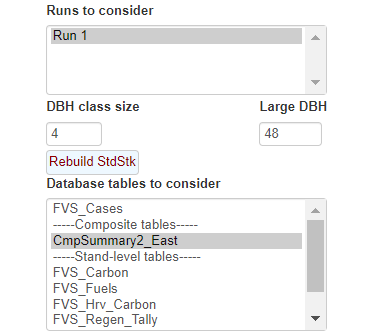 Runs to consider
Run 1
DBH class size Large DBH
4 48
Rebuild StdStk
Database tables to consider
FVS_Cases
-----Composite tables-----
CmpSummary2_East
-----Stand-level tables-----
FVS_Carbon
FVS_Fuels
FVS_Hrv_Carbon
FVS_Regen_Tally